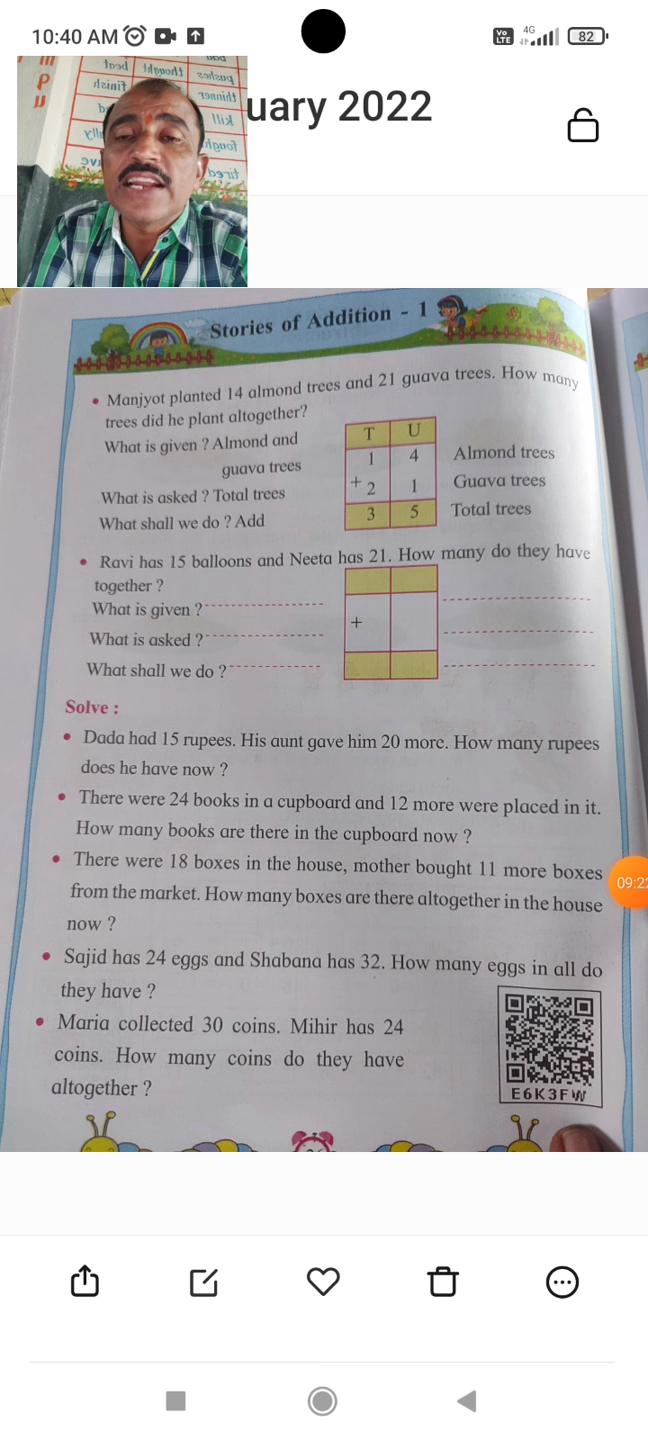 10:40 AM
Vo LTE 4G 82
uary 2022
Stories of Addition - 1
• Manjyot planted 14 almond trees and 21 guava trees. How many
trees did he plant altogether?
What is given ? Almond and
guava trees
What is asked ? Total trees
What shall we do ? Add
T U
1 4 Almond trees
+ 2 1 Guava trees
3 5 Total trees
• Ravi has 15 balloons and Neeta has 21. How many do they have
together ?
What is given ?
What is asked ?
What shall we do ?
+
Solve :
• Dada had 15 rupees. His aunt gave him 20 more. How many rupees
does he have now ?
• There were 24 books in a cupboard and 12 more were placed in it.
How many books are there in the cupboard now ?
• There were 18 boxes in the house, mother bought 11 more boxes
from the market. How many boxes are there altogether in the house
now ?
09:22
• Sajid has 24 eggs and Shabana has 32. How many eggs in all do
they have ?
• Maria collected 30 coins. Mihir has 24
coins. How many coins do they have
altogether ?
E6K3FW